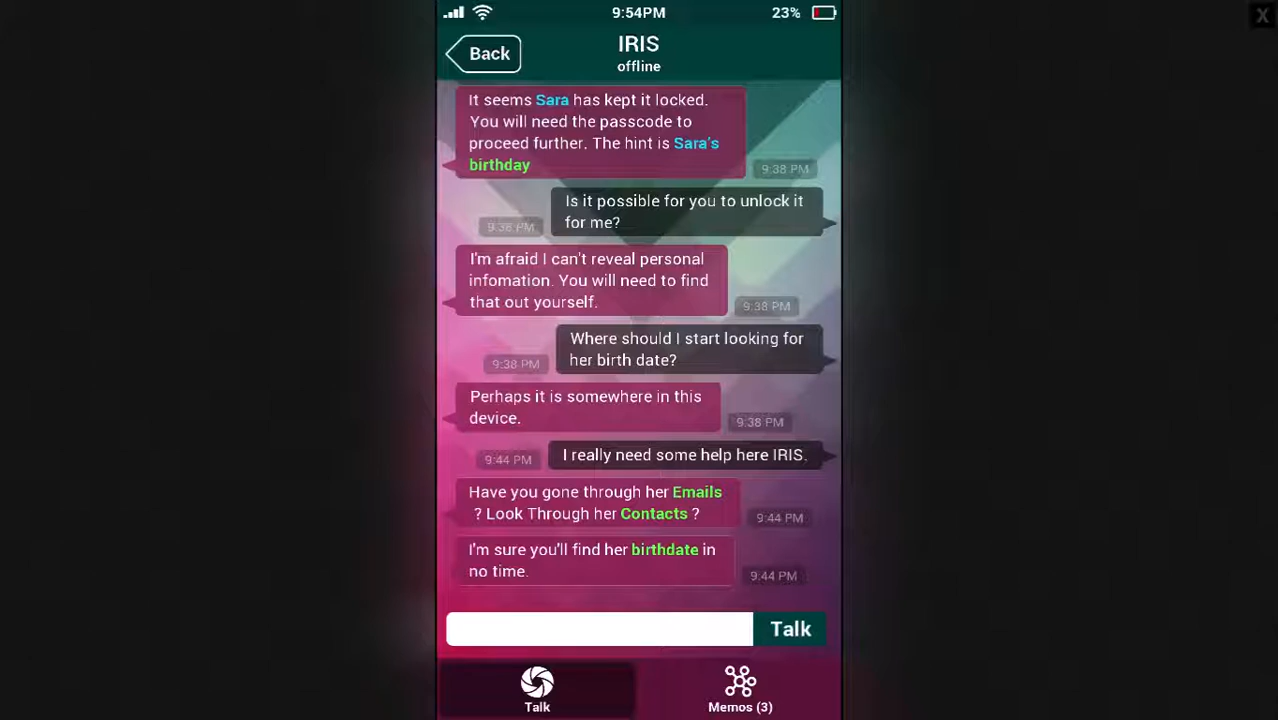 9:54PM
23%
X
Back
IRIS
offline
It seems Sara has kept it locked.
You will need the passcode to
proceed further. The hint is Sara's
birthday
9:38 PM
Is it possible for you to unlock it
for me?
9:38 PM
I'm afraid I can't reveal personal
infomation. You will need to find
that out yourself.
9:38 PM
Where should I start looking for
her birth date?
9:38 PM
Perhaps it is somewhere in this
device.
9:38 PM
I really need some help here IRIS.
9:44 PM
Have you gone through her Emails
? Look Through her Contacts ?
9:44 PM
I'm sure you'll find her birthdate in
no time.
9:44 PM
Talk
Talk
Memos (3)